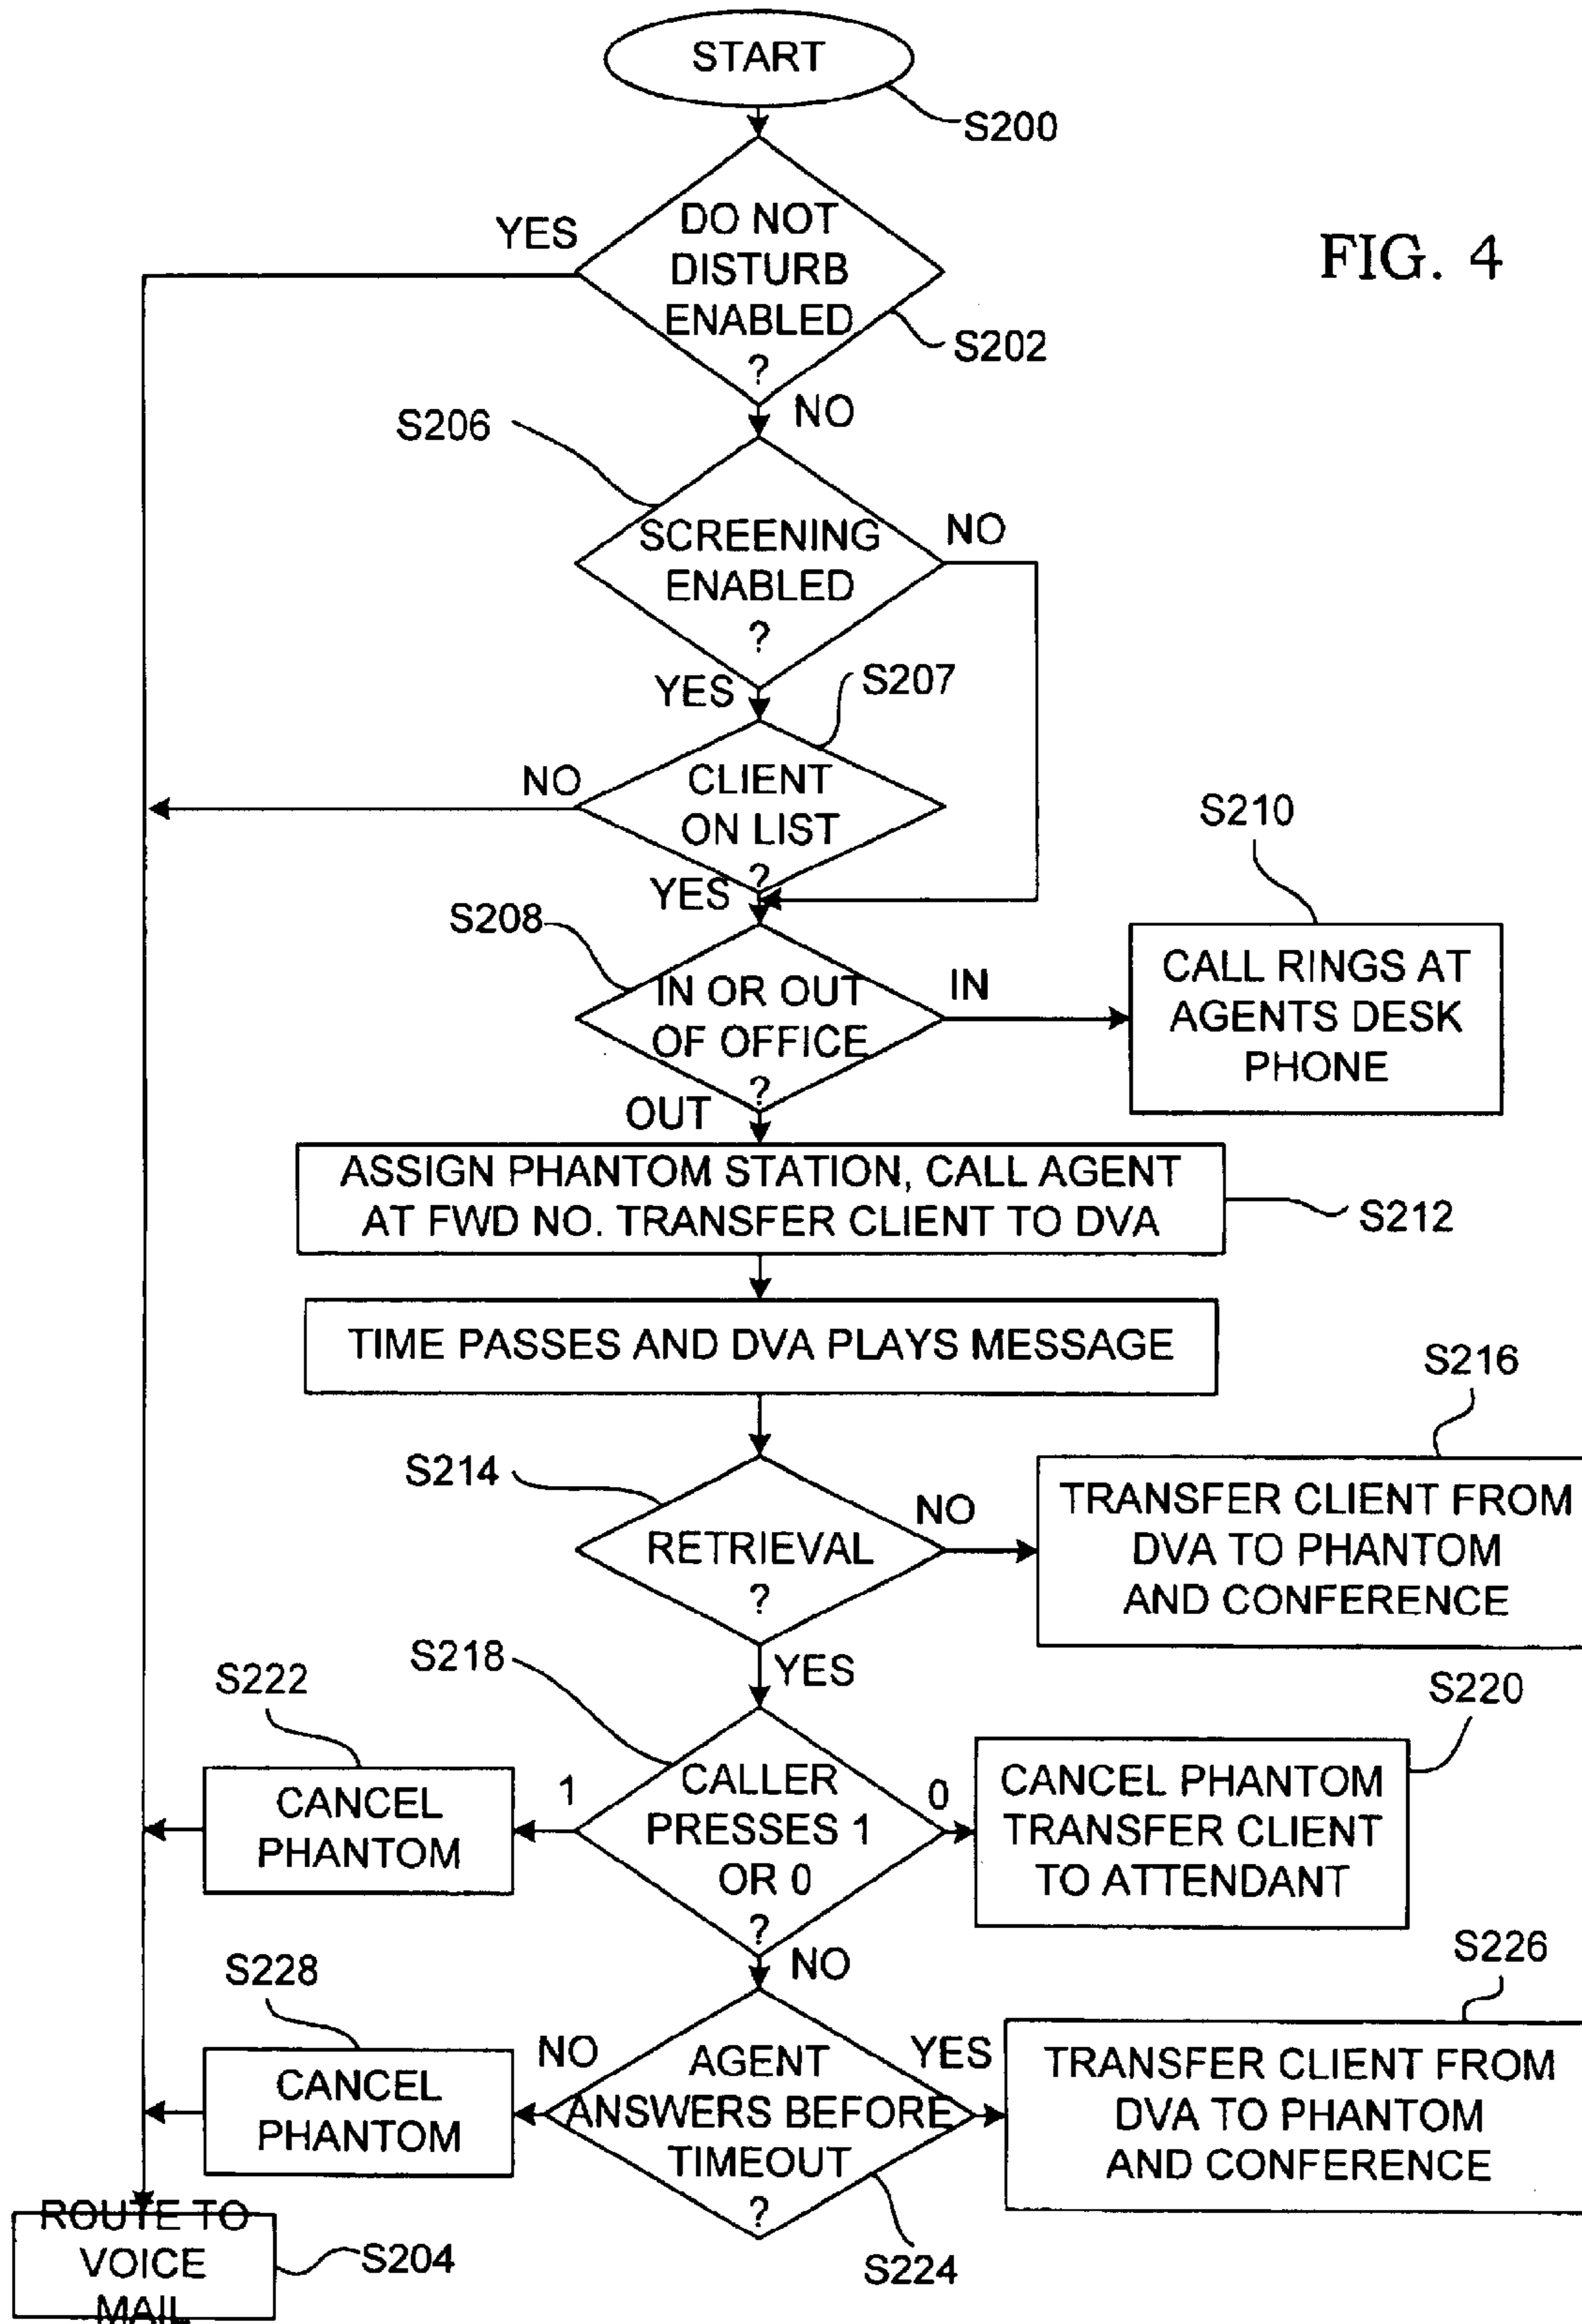 START
S200
FIG. 4
YES
DO NOT
DISTURB
ENABLED
?
S202
NO
S206
SCREENING
ENABLED
?
NO
YES
S207
NO
CLIENT
ON LIST
?
YES
S208
IN OR OUT
OF OFFICE
?
IN
S210
CALL RINGS AT
AGENTS DESK
PHONE
OUT
ASSIGN PHANTOM STATION, CALL AGENT
AT FWD NO. TRANSFER CLIENT TO DVA
S212
TIME PASSES AND DVA PLAYS MESSAGE
S214
RETRIEVAL
?
NO
S216
TRANSFER CLIENT FROM
DVA TO PHANTOM
AND CONFERENCE
YES
S218
CALLER
PRESSES 1
OR 0
?
1
S222
CANCEL
PHANTOM
0
S220
CANCEL PHANTOM
TRANSFER CLIENT
TO ATTENDANT
NO
AGENT
ANSWERS BEFORE
TIMEOUT
?
S224
NO
S228
CANCEL
PHANTOM
YES
S226
TRANSFER CLIENT FROM
DVA TO PHANTOM
AND CONFERENCE
ROUTE TO
VOICE
MAIL
S204